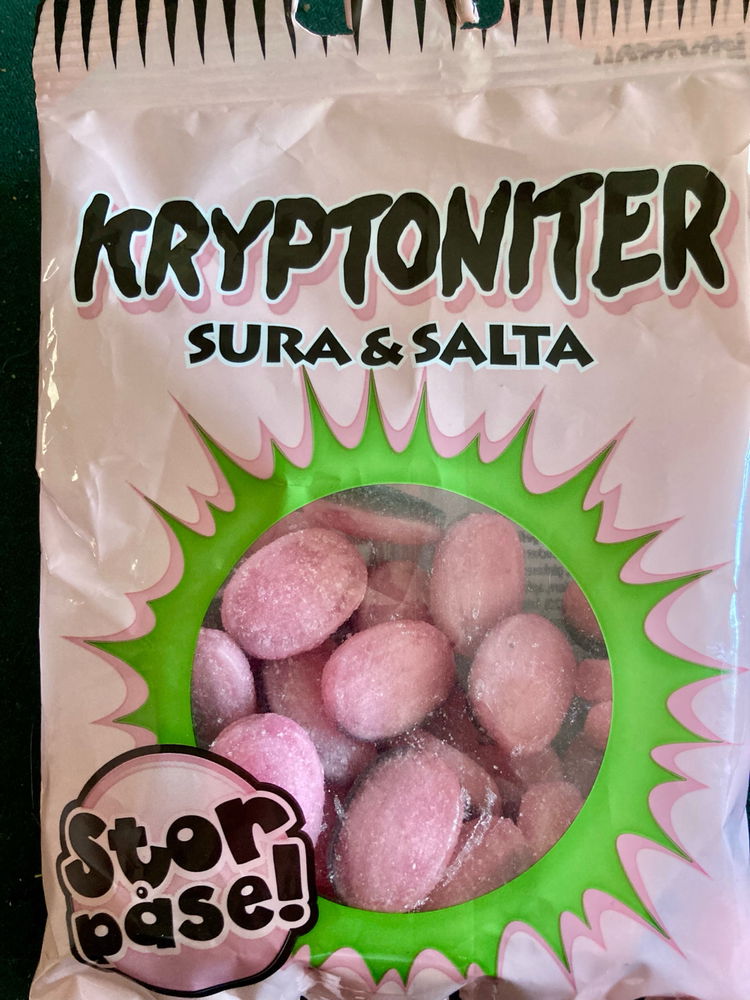 KRYPTONITER
SURA & SALTA
Stor
påse!